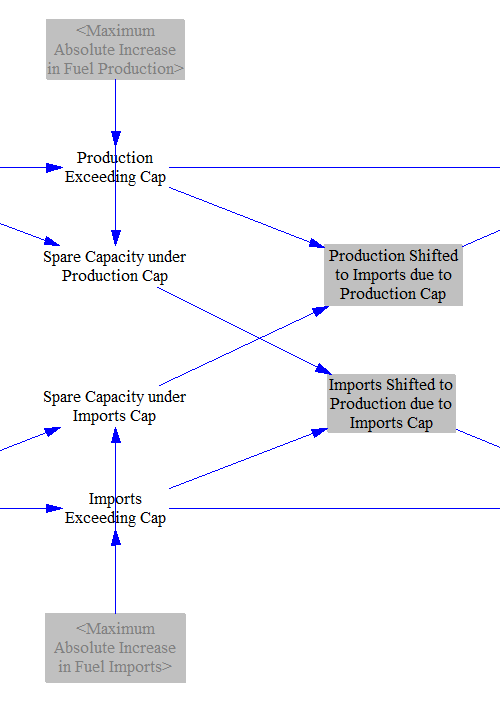 <Maximum
Absolute Increase
in Fuel Production>
Production
Exceeding Cap
Spare Capacity under
Production Cap
Production Shifted
to Imports due to
Production Cap
Spare Capacity under
Imports Cap
Imports Shifted to
Production due to
Imports Cap
Imports
Exceeding Cap
<Maximum
Absolute Increase
in Fuel Imports>